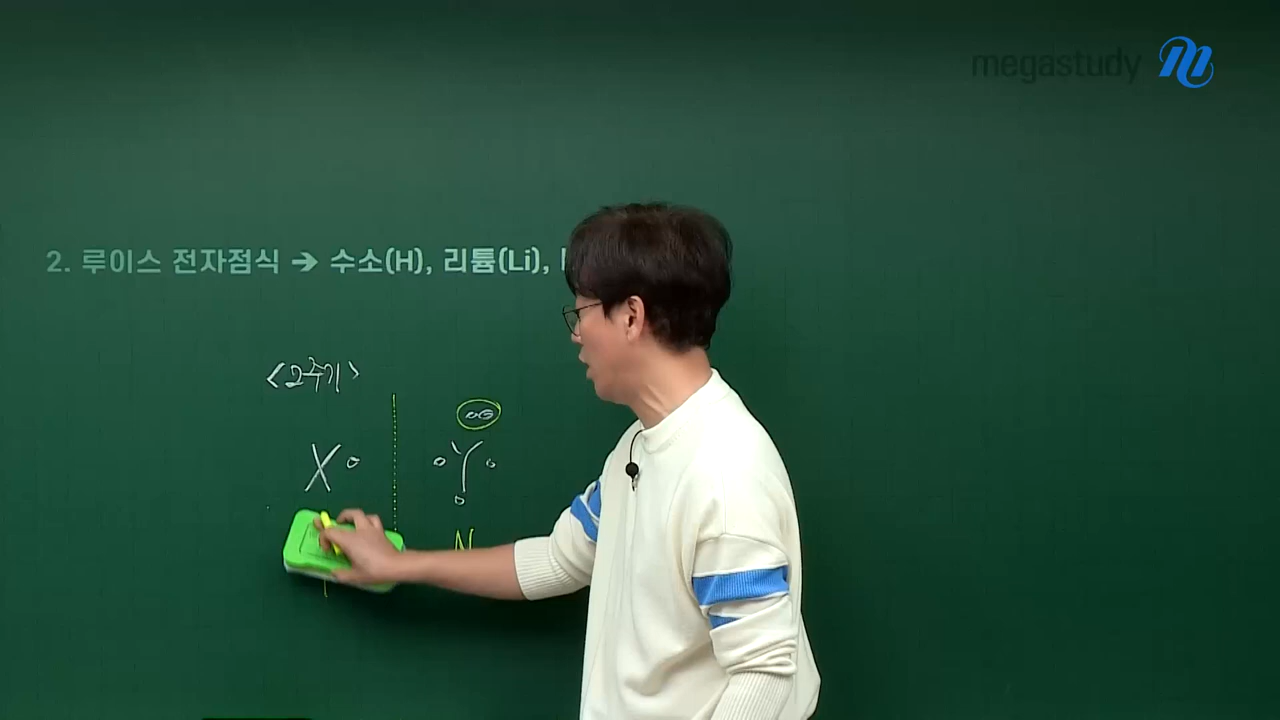 megastudy
2. 루이스 전자점식 → 수소(H), 리튬(Li),
<2주기>
X
Y
N